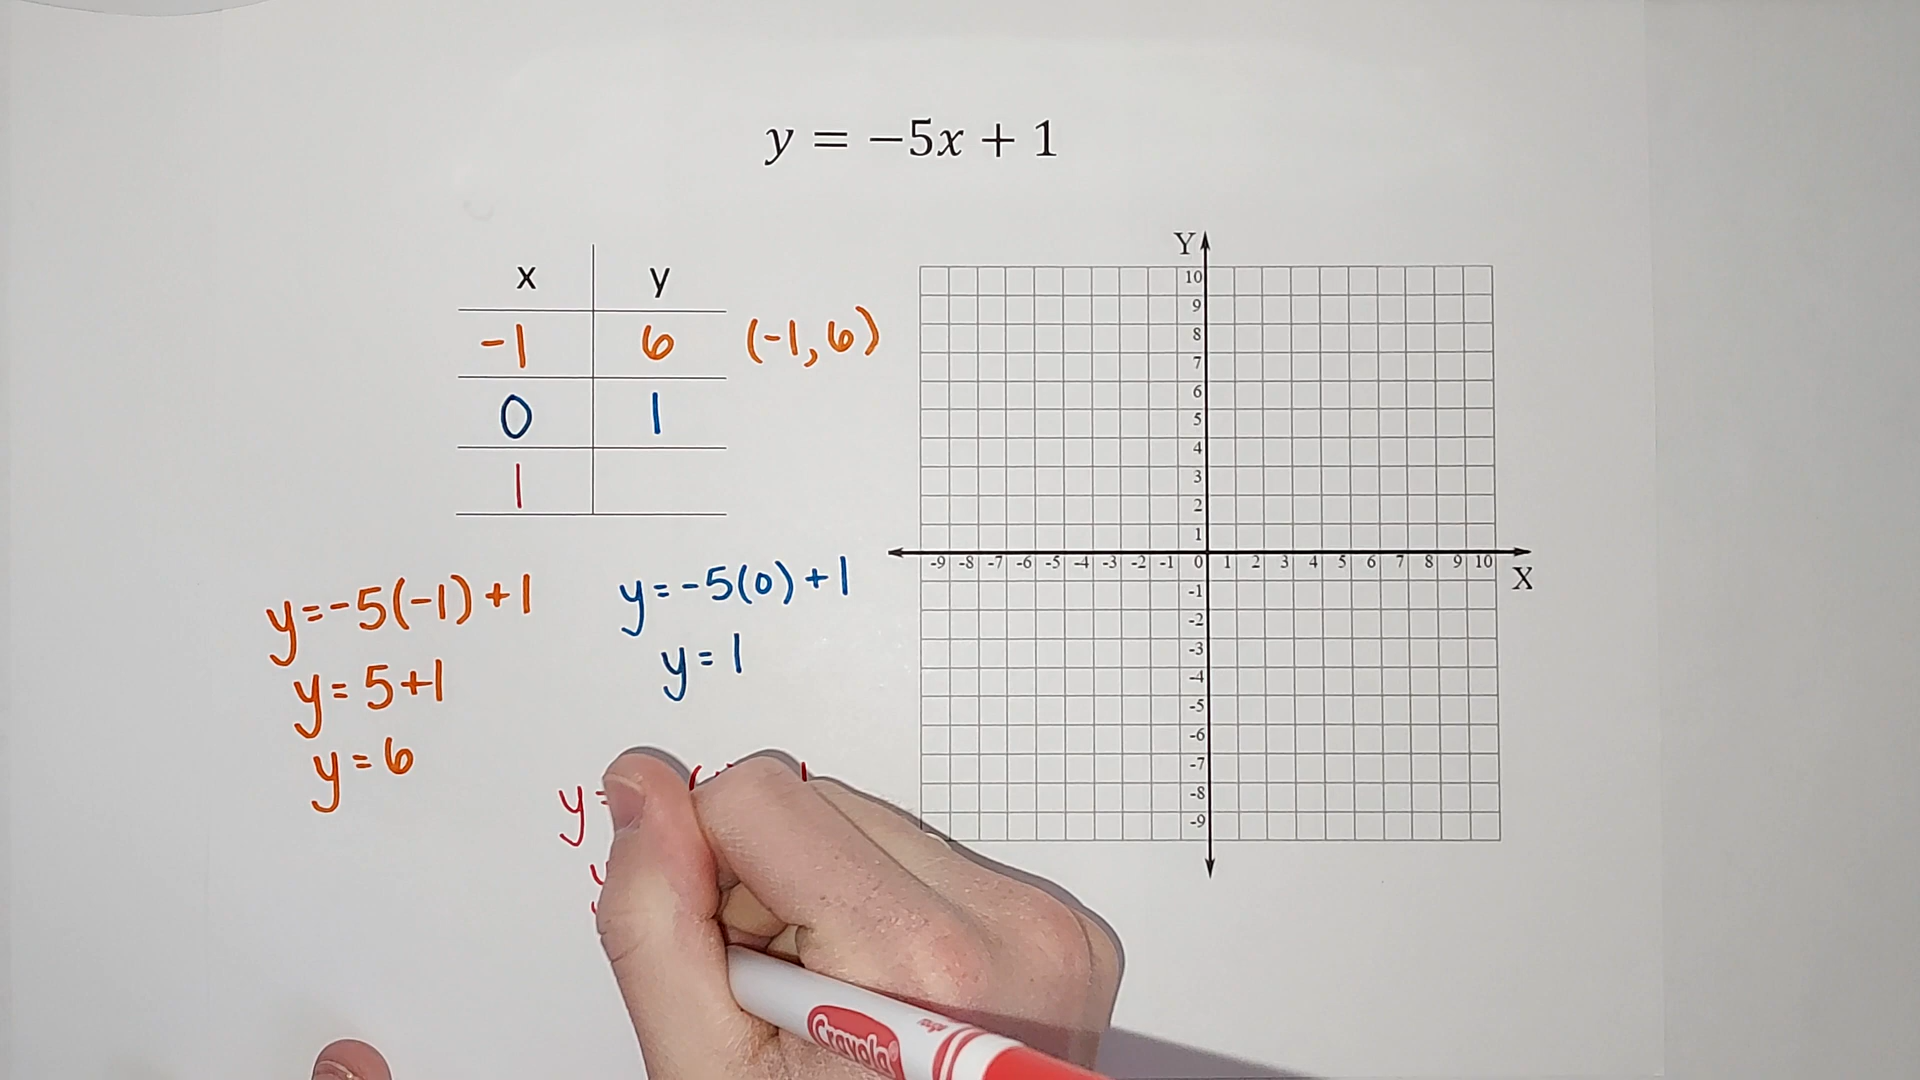 y = −5x + 1
x y
-1 6 (-1,6)
0 1
1
y=-5(-1)+1
y=5+1
y=6
y=-5(0)+1
y=1
y
Y
10
9
8
7
6
5
4
3
2
1
-9 -8 -7 -6 -5 -4 -3 -2 -1 0 1 2 3 4 5 6 7 8 9 10
X
-1
-2
-3
-4
-5
-6
-7
-8
-9
Crayola
rouge